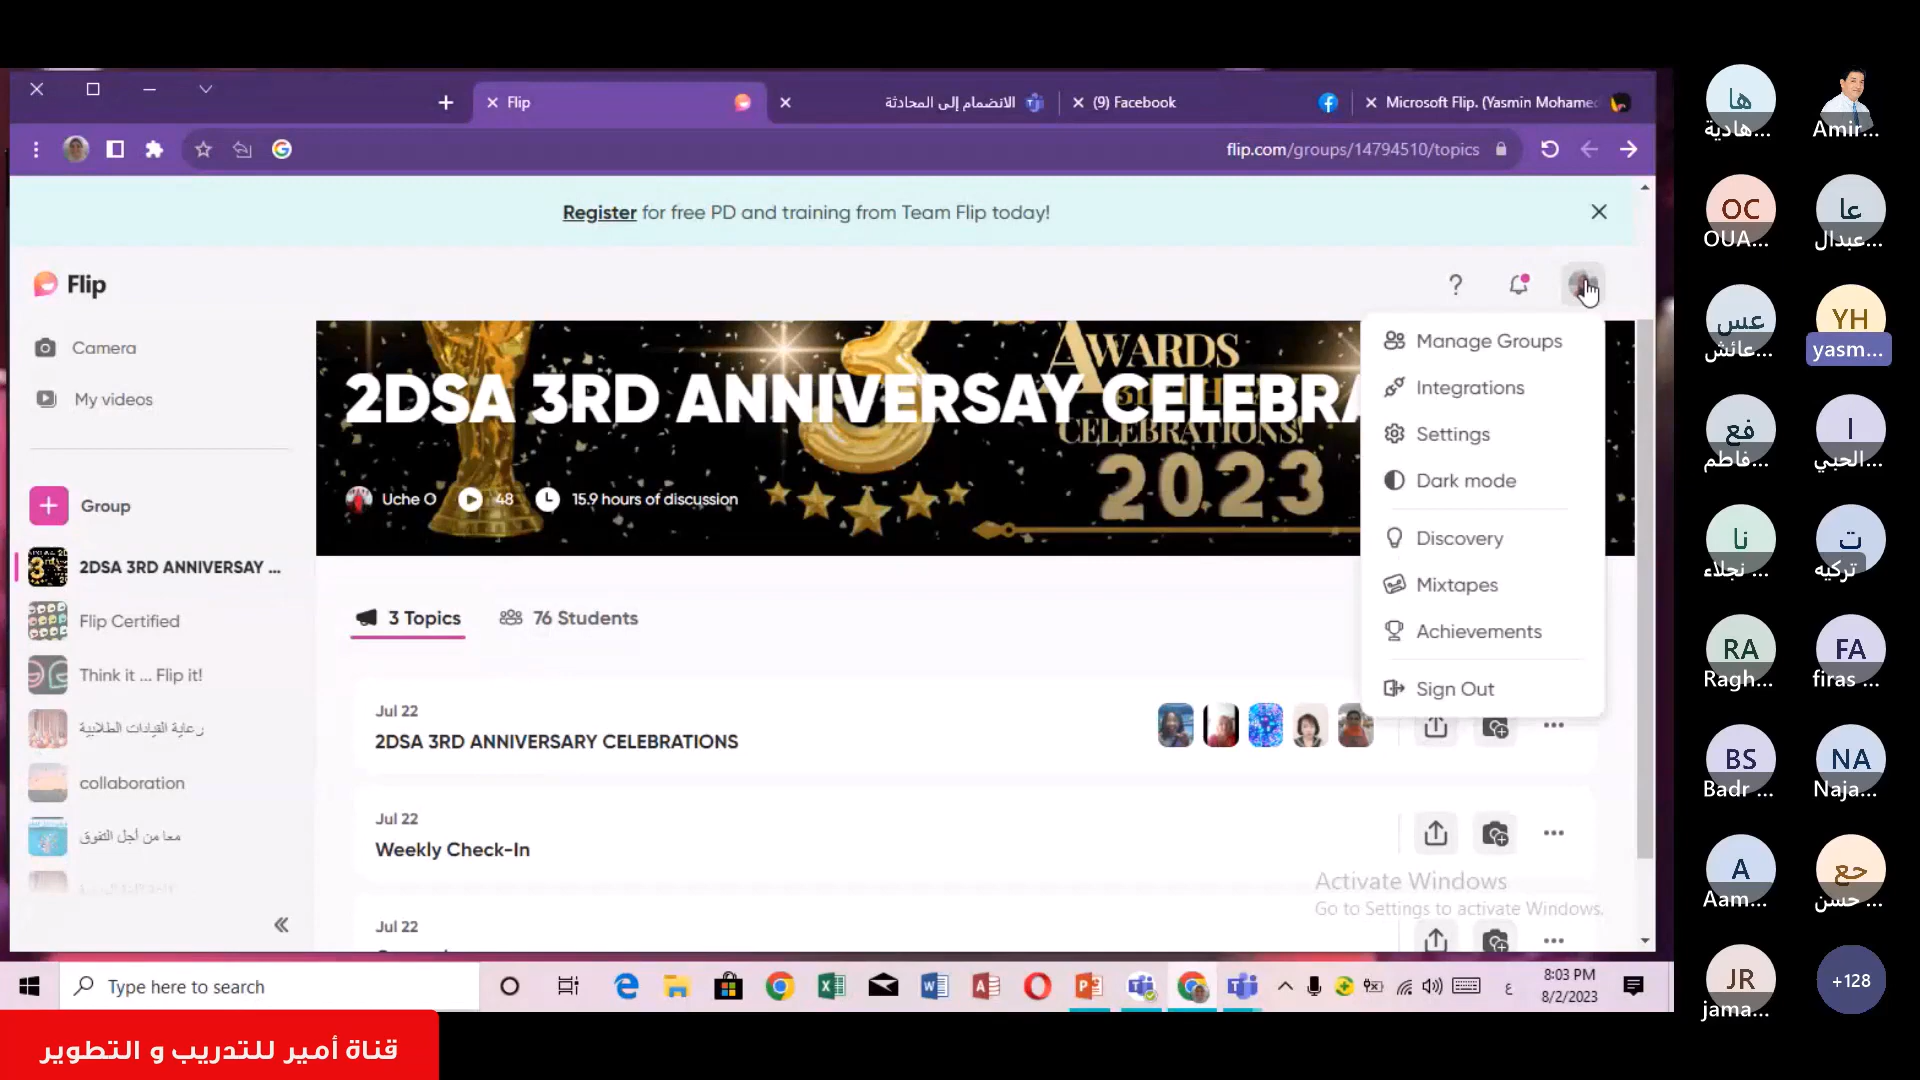 Flip
الانضمام إلى المحادثة
(9) Facebook
Microsoft Flip. (Yasmin Mohamed
flip.com/groups/14794510/topics
Register for free PD and training from Team Flip today!
Flip
Camera
My videos
Group
2DSA 3RD ANNIVERSAY ...
Flip Certified
Think it ... Flip it!
رعاية القيادات الطلابية
collaboration
معا من أجل التفوق
AWARDS
CELEBRATIONS!
2023
2DSA 3RD ANNIVERSAY CELEBRA
Uche O
48
15.9 hours of discussion
3 Topics
76 Students
Manage Groups
Integrations
Settings
Dark mode
Discovery
Mixtapes
Achievements
Sign Out
Jul 22
2DSA 3RD ANNIVERSARY CELEBRATIONS
Jul 22
Weekly Check-In
Jul 22
Activate Windows
Go to Settings to activate Windows.
Type here to search
8:03 PM
8/2/2023
قناة أمير للتدريب و التطوير
ها
هادية...
Amir...
OC
OUA...
عا
عبدال...
عس
عائش...
YH
yasm...
فع
فاطم...
ا
الحبي...
نا
نجلاء ...
ت
تركيه
RA
Ragh...
FA
firas ...
BS
Badr ...
NA
Naja...
A
Aam...
حع
حسن ...
JR
jama...
+128